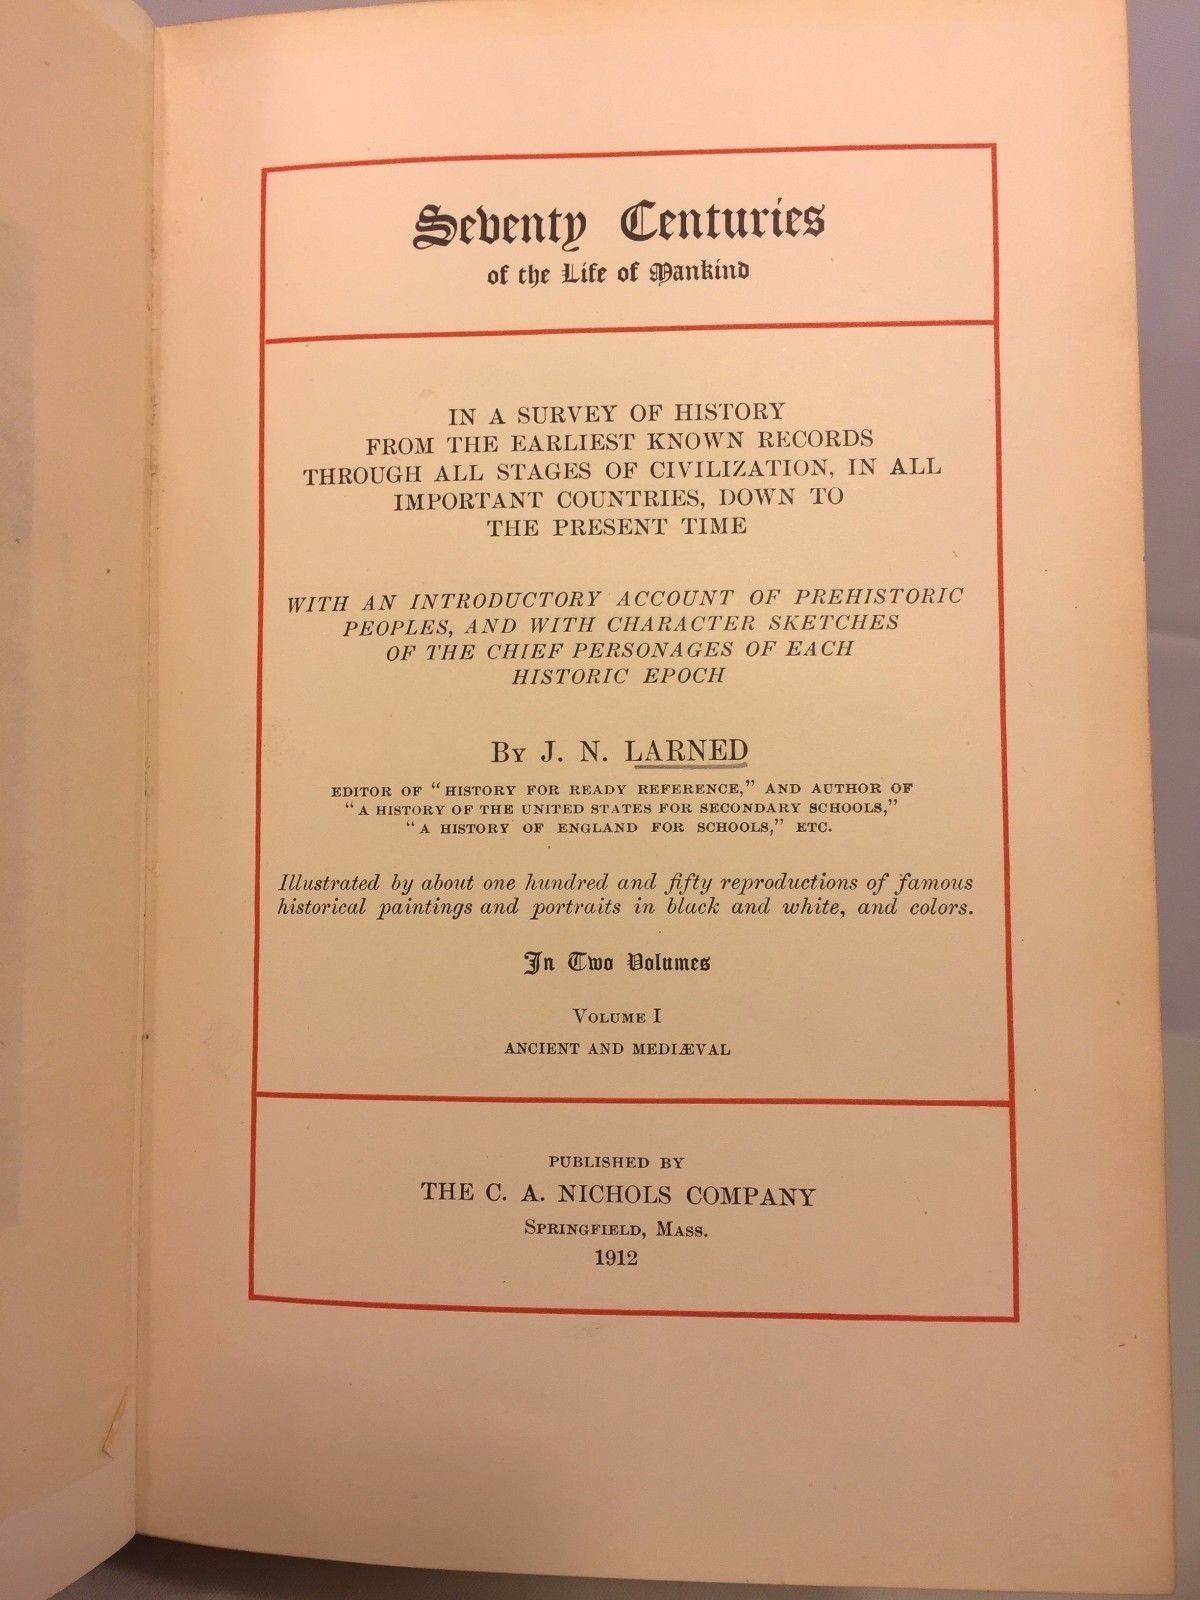 Seventy Centuries
of the Life of Mankind
IN A SURVEY OF HISTORY
FROM THE EARLIEST KNOWN RECORDS
THROUGH ALL STAGES OF CIVILIZATION, IN ALL
IMPORTANT COUNTRIES, DOWN TO
THE PRESENT TIME
WITH AN INTRODUCTORY ACCOUNT OF PREHISTORIC
PEOPLES, AND WITH CHARACTER SKETCHES
OF THE CHIEF PERSONAGES OF EACH
HISTORIC EPOCH
BY J. N. LARNED
EDITOR OF "HISTORY FOR READY REFERENCE," AND AUTHOR OF
"A HISTORY OF THE UNITED STATES FOR SECONDARY SCHOOLS,"
"A HISTORY OF ENGLAND FOR SCHOOLS," ETC.
Illustrated by about one hundred and fifty reproductions of famous
historical paintings and portraits in black and white, and colors.
In Two Volumes
VOLUME I
ANCIENT AND MEDIÆVAL
PUBLISHED BY
THE C. A. NICHOLS COMPANY
SPRINGFIELD, MASS.
1912